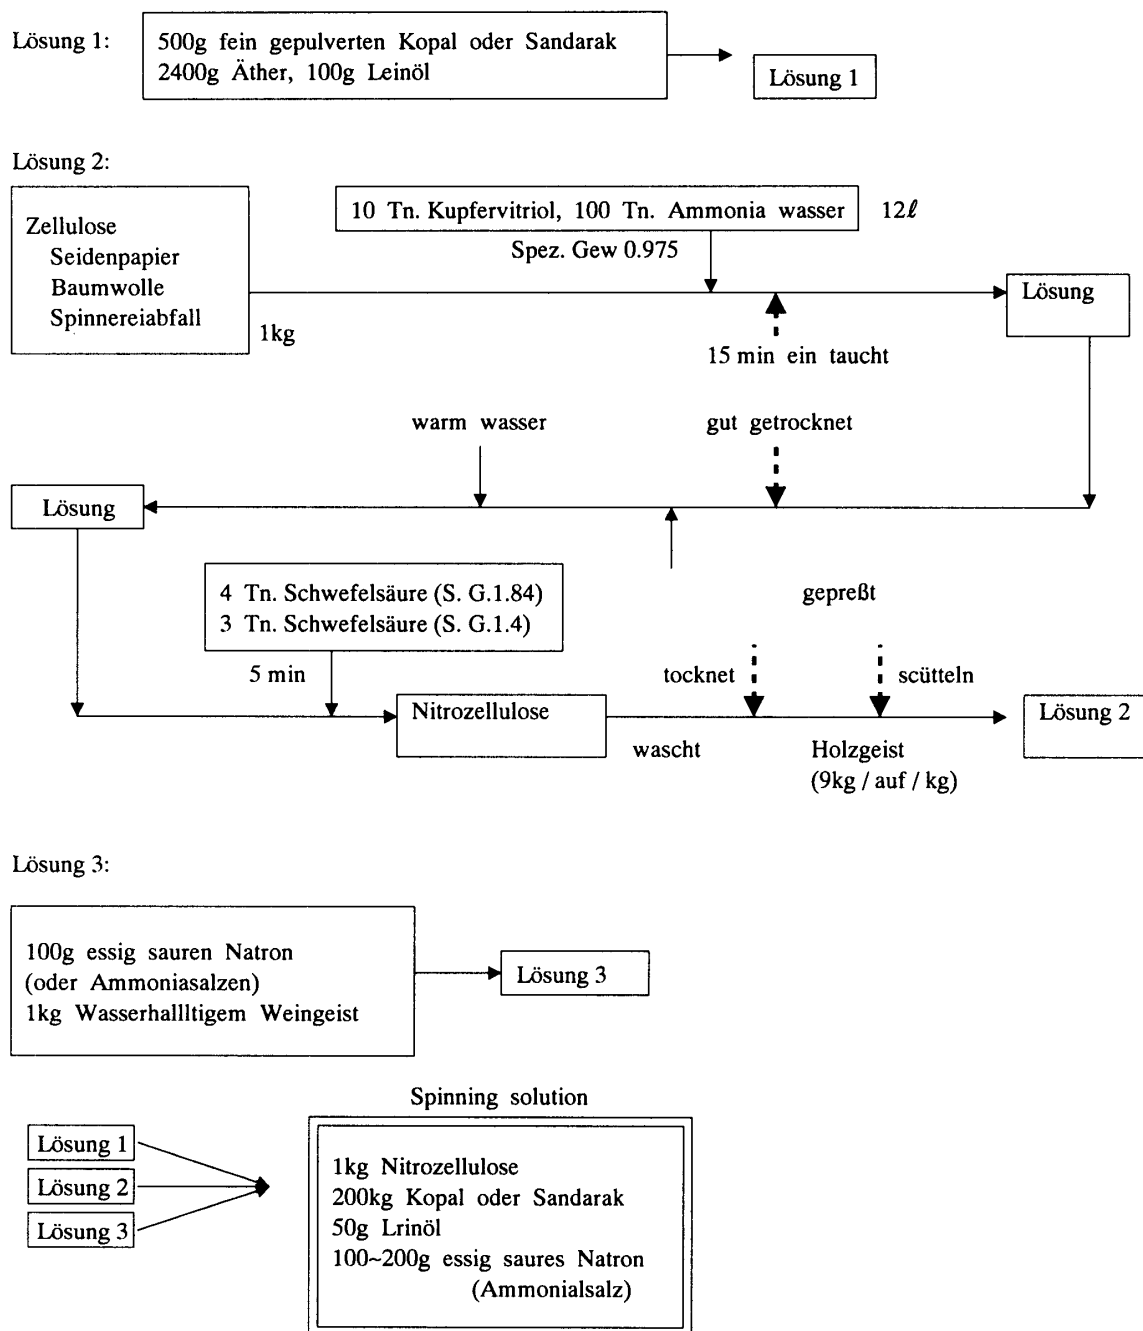 Lösung 1:
500g fein gepulverten Kopal oder Sandarak
2400g Äther, 100g Leinöl
Lösung 1
Lösung 2:
Zellulose
Seidenpapier
Baumwolle
Spinnereiabfall
1kg
10 Tn. Kupfervitriol, 100 Tn. Ammonia wasser
12ℓ
Spez. Gew 0.975
15 min ein taucht
Lösung
warm wasser
gut getrocknet
Lösung
gepreßt
4 Tn. Schwefelsäure (S. G.1.84)
3 Tn. Schwefelsäure (S. G.1.4)
5 min
Nitrozellulose
wascht
tocknet
scütteln
Holzgeist
(9kg / auf / kg)
Lösung 2
Lösung 3:
100g essig sauren Natron
(oder Ammoniasalzen)
1kg Wasserhallltigem Weingeist
Lösung 3
Lösung 1
Lösung 2
Lösung 3
Spinning solution
1kg Nitrozellulose
200kg Kopal oder Sandarak
50g Lrinöl
100~200g essig saures Natron
(Ammonialsalz)